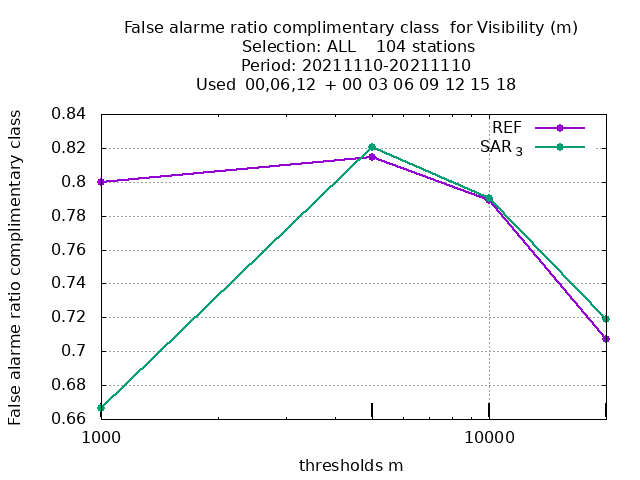 False alarme ratio complimentary class  for Visibility (m)
Selection: ALL    104 stations
Period: 20211110-20211110
Used  00,06,12  + 00 03 06 09 12 15 18
False alarme ratio complimentary class
0.84
0.82
0.8
0.78
0.76
0.74
0.72
0.7
0.68
0.66
REF
SAR 3
1000
10000
thresholds m